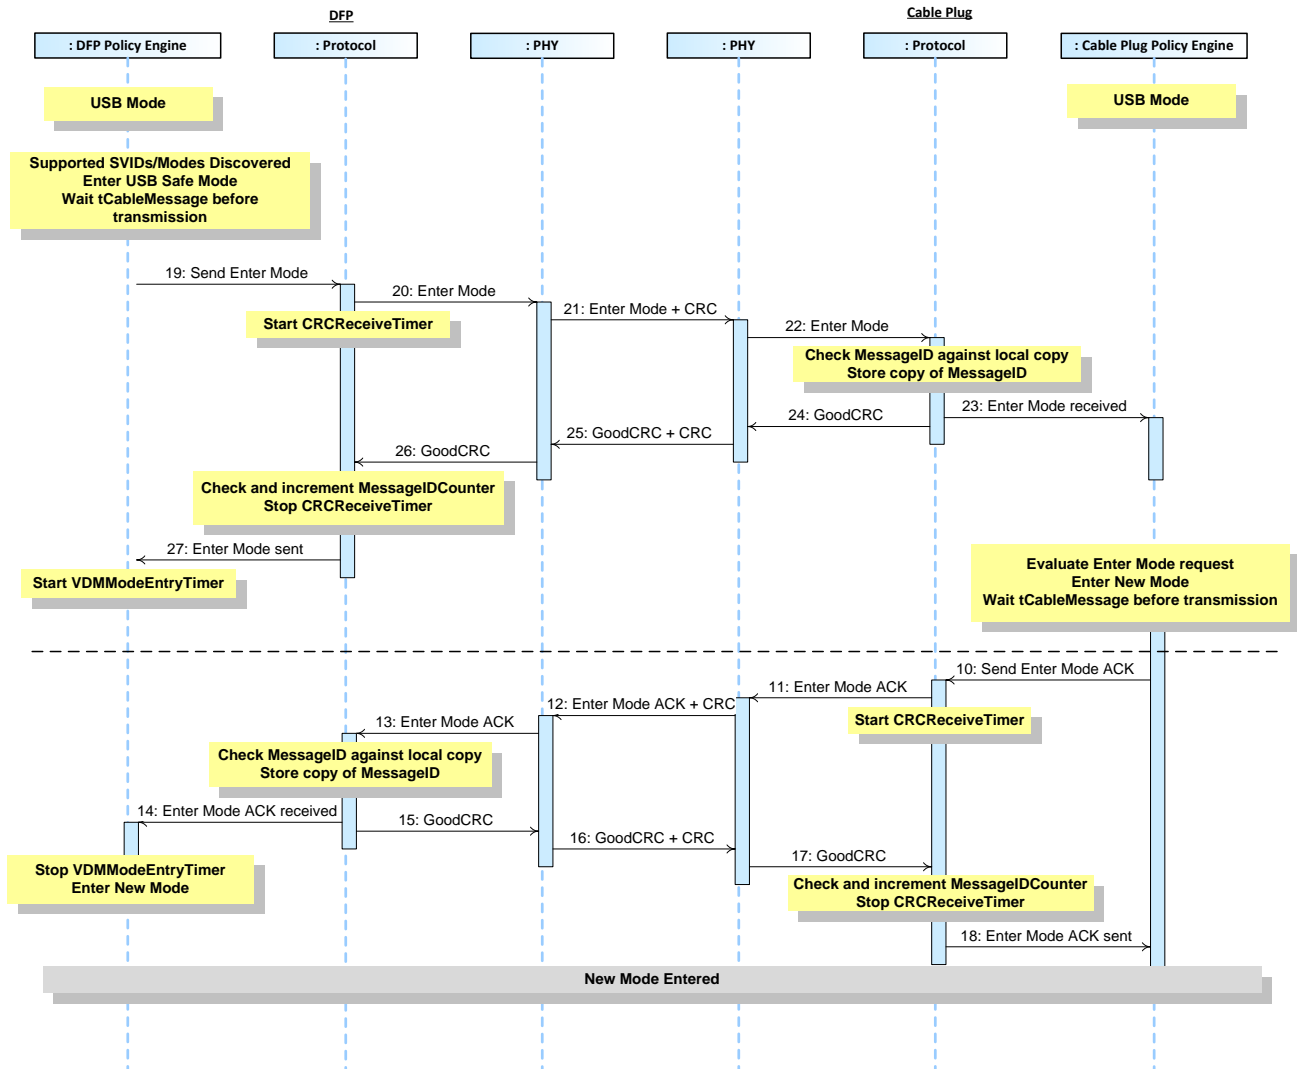 DFP
Cable Plug
: DFP Policy Engine
: Protocol
: PHY
: PHY
: Protocol
: Cable Plug Policy Engine
USB Mode
USB Mode
Supported SVIDs/Modes Discovered
Enter USB Safe Mode
Wait tCableMessage before
transmission
19: Send Enter Mode
20: Enter Mode
21: Enter Mode + CRC
Start CRCReceiveTimer
22: Enter Mode
Check MessageID against local copy
Store copy of MessageID
23: Enter Mode received
24: GoodCRC
25: GoodCRC + CRC
26: GoodCRC
Check and increment MessageIDCounter
Stop CRCReceiveTimer
27: Enter Mode sent
Start VDMModeEntryTimer
Evaluate Enter Mode request
Enter New Mode
Wait tCableMessage before transmission
10: Send Enter Mode ACK
11: Enter Mode ACK
12: Enter Mode ACK + CRC
Start CRCReceiveTimer
13: Enter Mode ACK
Check MessageID against local copy
Store copy of MessageID
14: Enter Mode ACK received
15: GoodCRC
16: GoodCRC + CRC
17: GoodCRC
Stop VDMModeEntryTimer
Enter New Mode
Check and increment MessageIDCounter
Stop CRCReceiveTimer
18: Enter Mode ACK sent
New Mode Entered